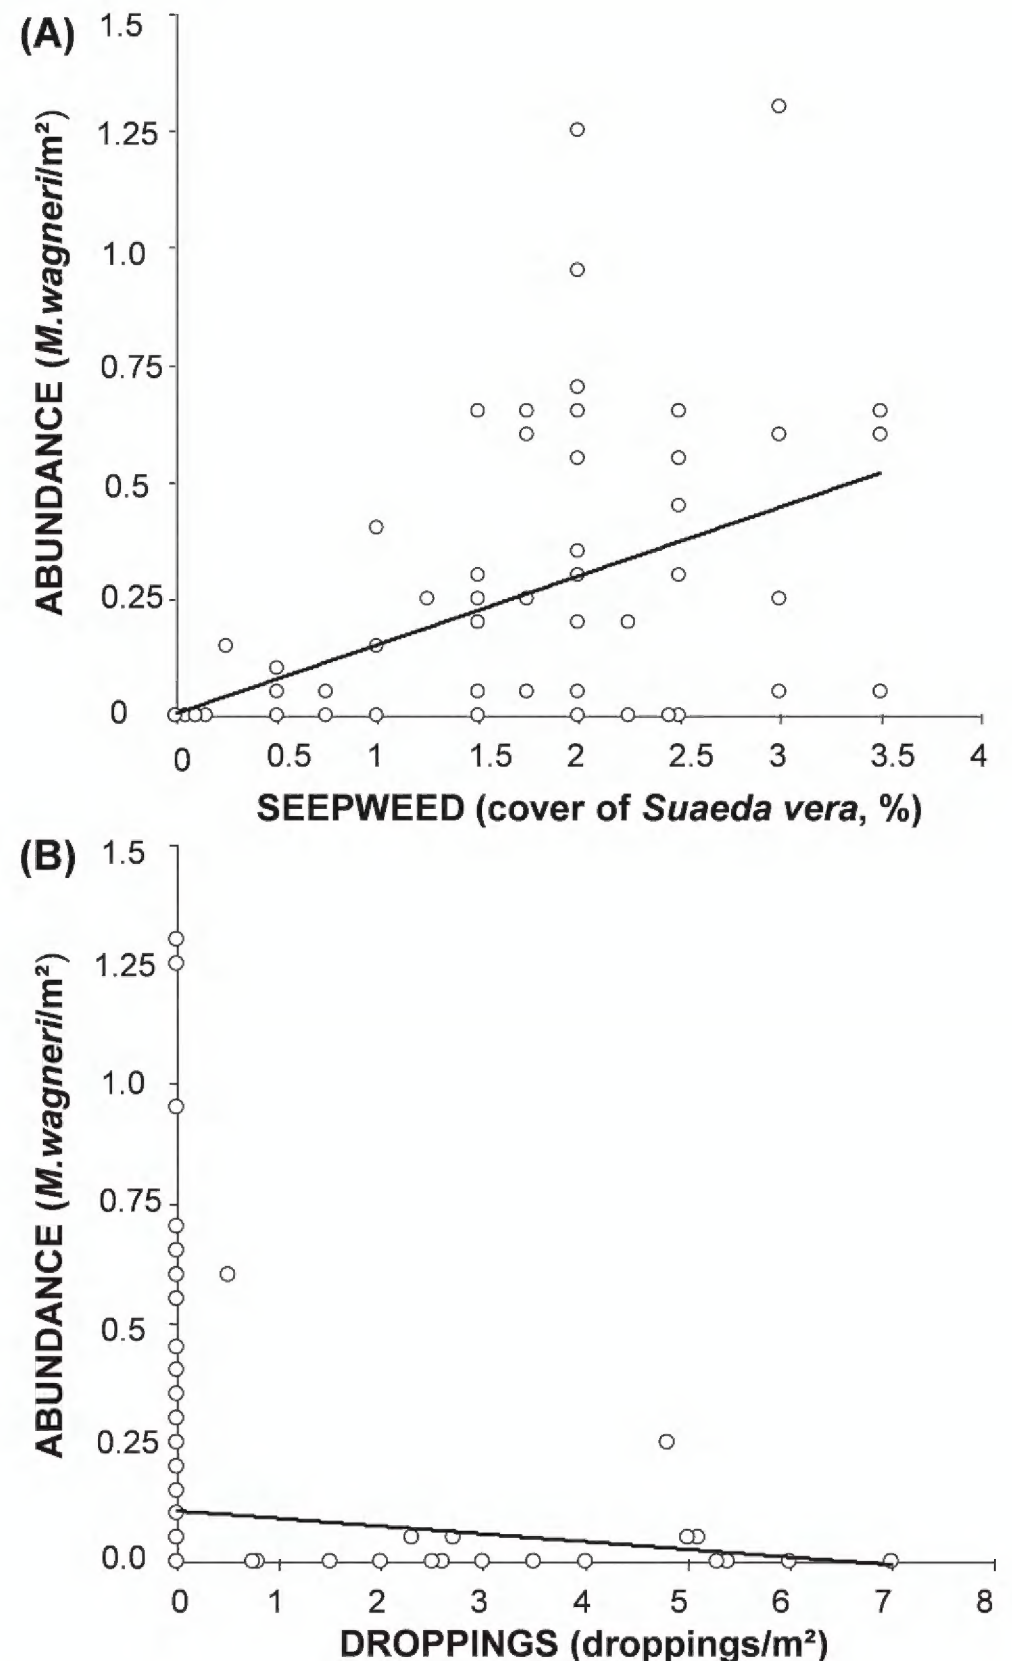 (A)
1.5
1.25
1.0
0.75
0.5
0.25
0
ABUNDANCE (M.wagneri/m²)
0 0.5 1 1.5 2 2.5 3 3.5 4
SEEPWEED (cover of Suaeda vera, %)
(B)
1.5
1.25
1.0
0.75
0.5
0.25
0.0
ABUNDANCE (M.wagneri/m²)
0 1 2 3 4 5 6 7 8
DROPPINGS (droppings/m²)